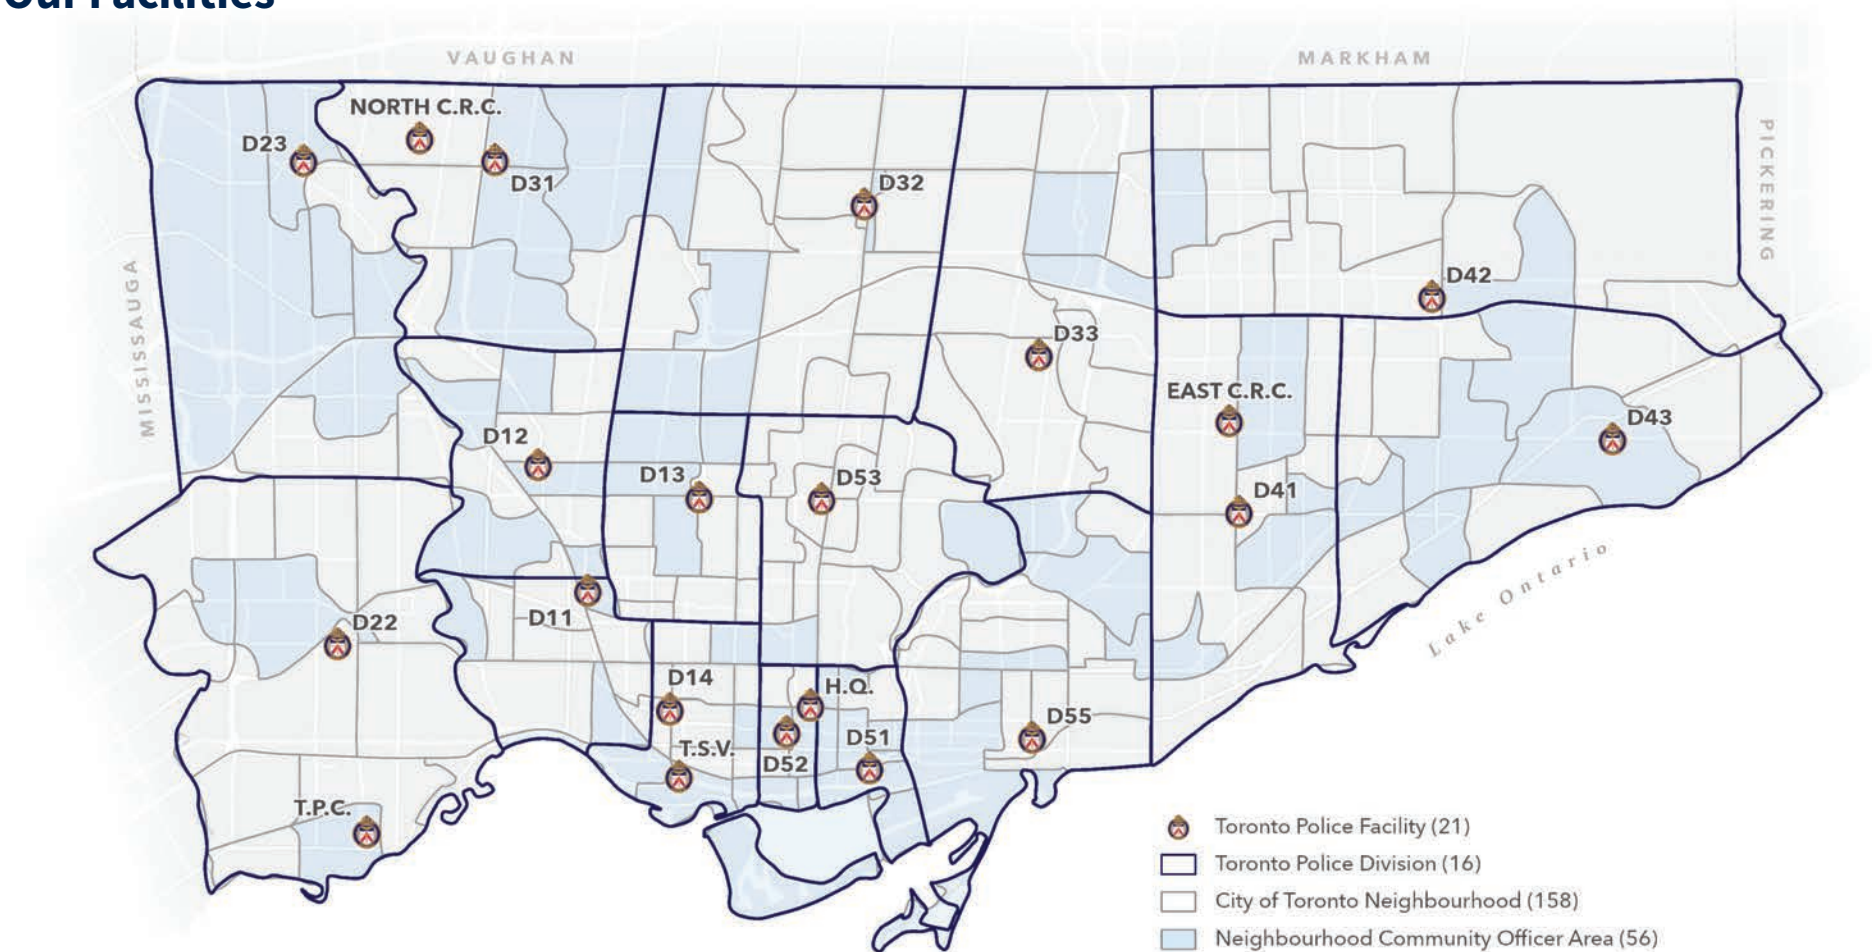 Our Facilities
VAUGHAN
MARKHAM
NORTH C.R.C.
D23
D31
D32
PICKERING
MISSISSAUGA
D42
D33
EAST C.R.C.
D43
D12
D13
D53
D41
Lake Ontario
D11
D22
D14
H.Q.
D55
T.S.V.
D51
D52
T.P.C.
Toronto Police Facility (21)
Toronto Police Division (16)
City of Toronto Neighbourhood (158)
Neighbourhood Community Officer Area (56)